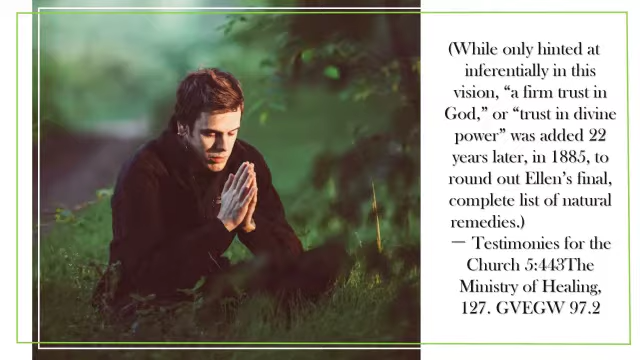 (While only hinted at
inferentially in this
vision, “a firm trust in
God,” or “trust in divine
power” was added 22
years later, in 1885, to
round out Ellen’s final,
complete list of natural
remedies.)
— Testimonies for the
Church 5:443The
Ministry of Healing,
127. GVEGW 97.2